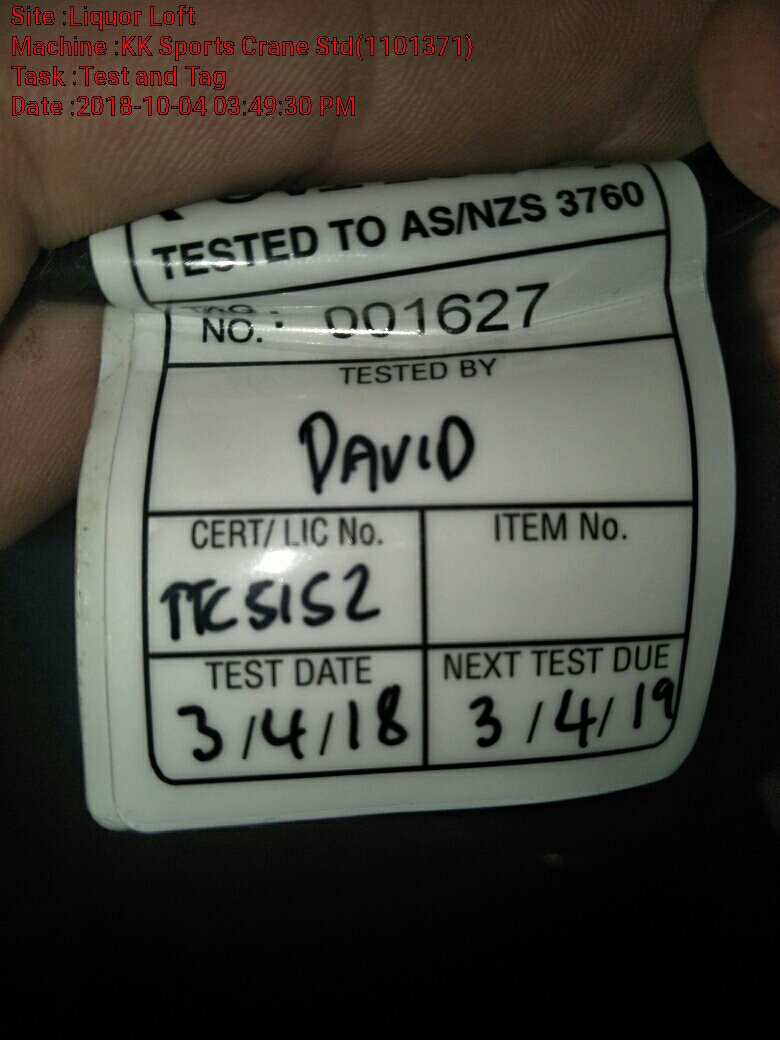 Site :Liquor Loft
Machine :KK Sports Crane Std(1101371)
Task :Test and Tag
Date :2018-10-04 03:49:30 PM
TESTED TO AS/NZS 3760
TAG
NO. : 001627
TESTED BY
DAVID
CERT/ LIC No. ITEM No.
TTC5152
TEST DATE NEXT TEST DUE
3/4/18 3/4/19